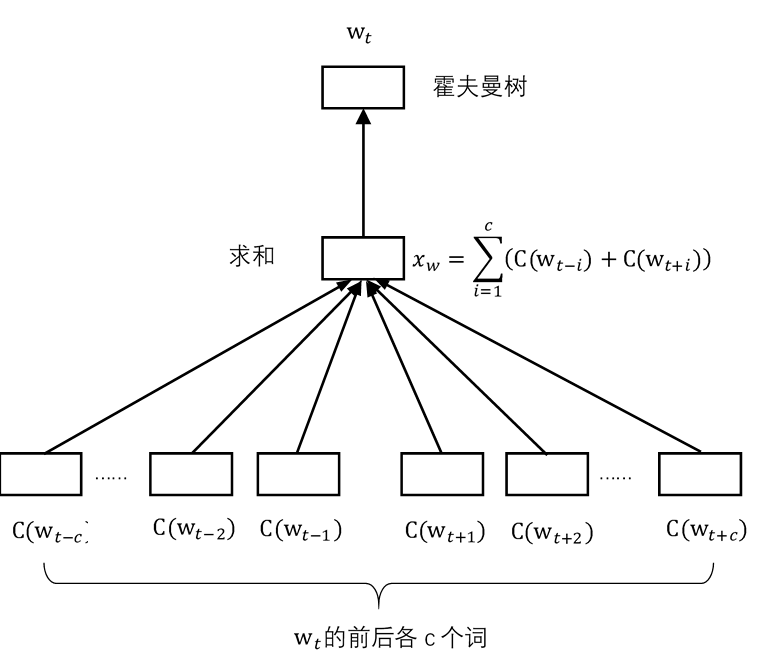 w_t
霍夫曼树
求和 x_w = \sum_{i=1}^{c} (C(w_{t-i}) + C(w_{t+i}))
C(w_{t-c}) …… C(w_{t-2}) C(w_{t-1}) C(w_{t+1}) C(w_{t+2}) …… C(w_{t+c})
w_t的前后各 c 个词